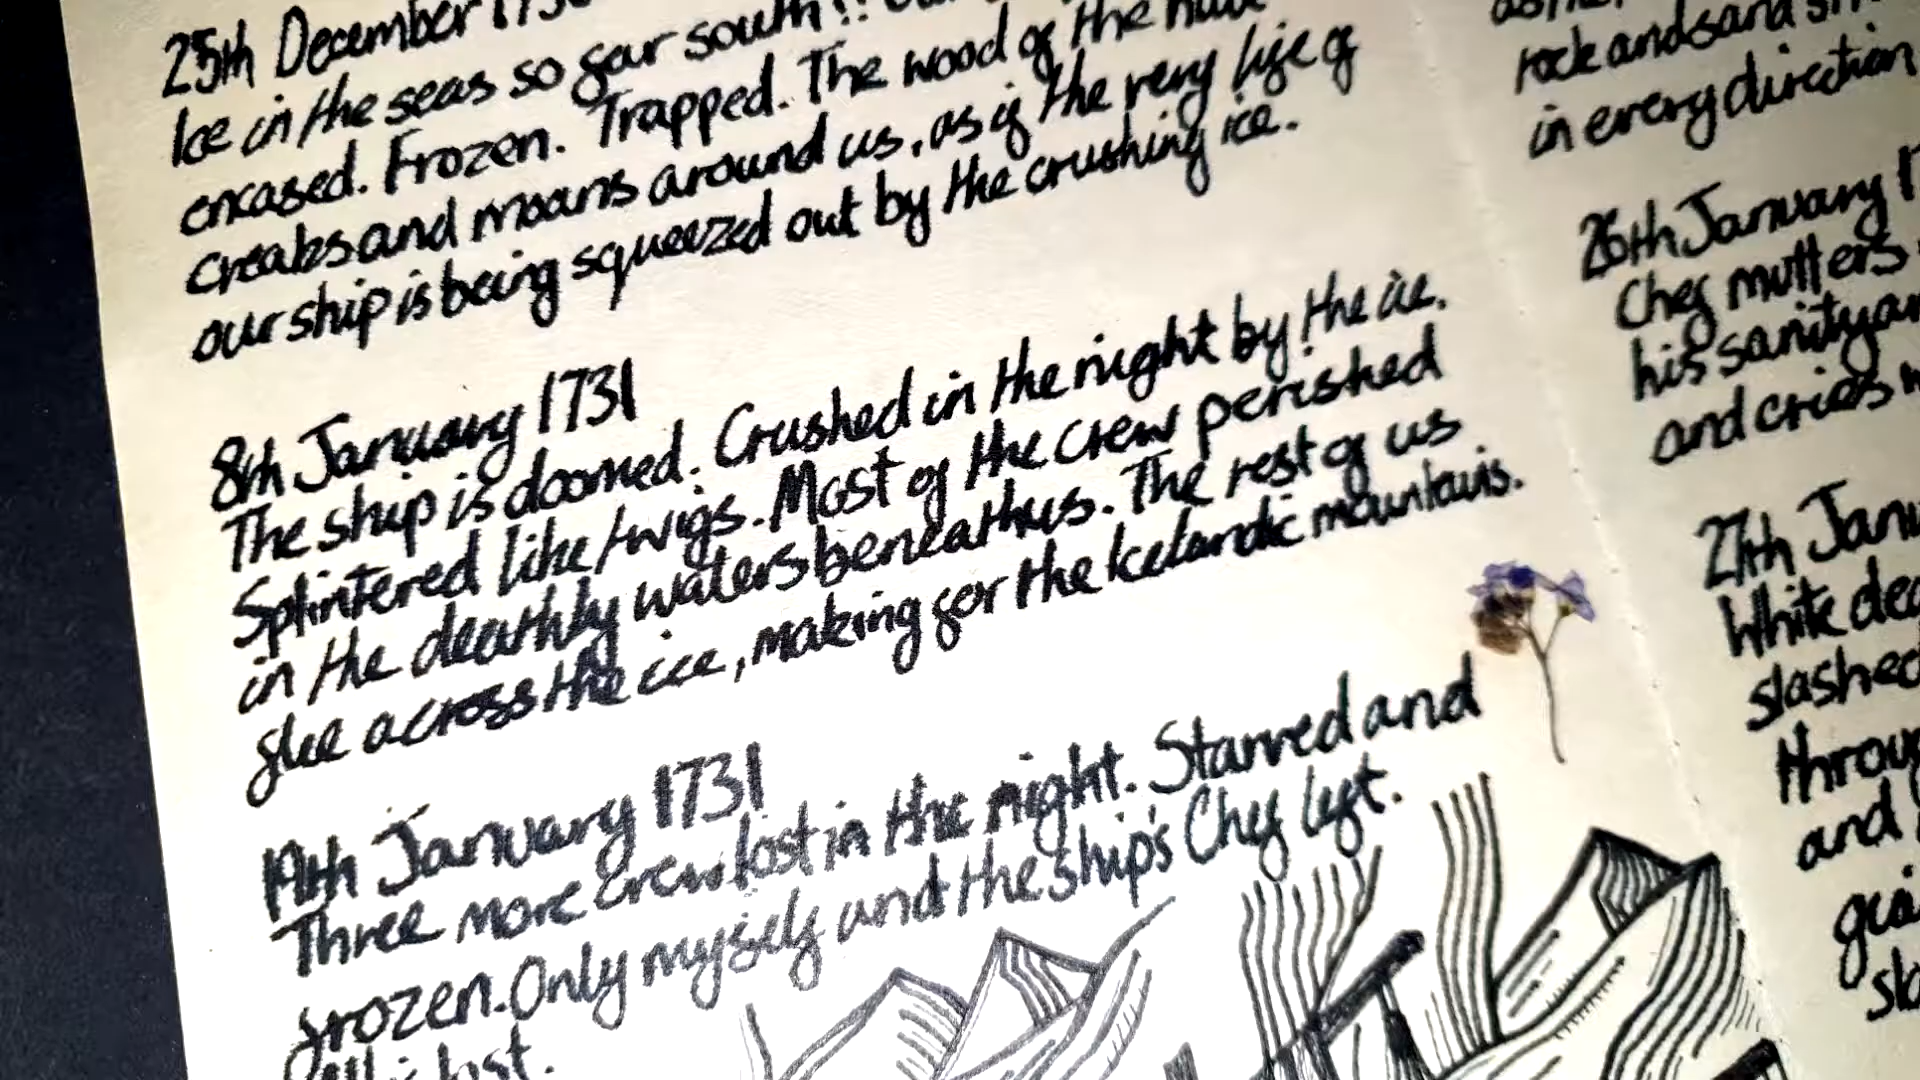 25th December
Ice in the seas so far south!!
encased. Frozen. Trapped. The wood of the hull
creaks and moans around us, as if the very life of
our ship is being squeezed out by the crushing ice.
8th January 1731
The ship is doomed. Crushed in the night by the ice.
Splintered like twigs. Most of the crew perished
in the deathly waters beneath us. The rest of us
flee across the ice, making for the Icelandic mountains.
19th January 1731
Three more crew lost in the night. Starved and
frozen. Only myself and the ship's Chef left.
lost.
rock and sand
in every direction
26th January
Chef mutters
his sanity
and cries
27th
White
slashed
and